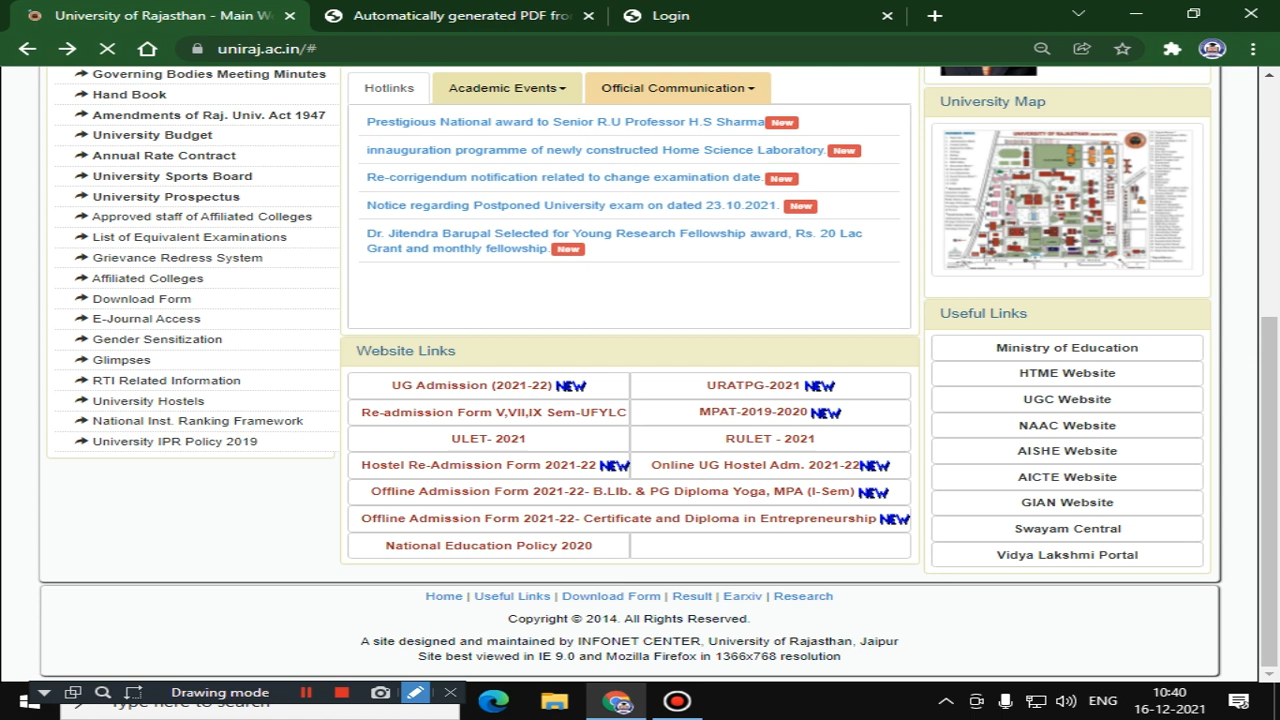 University of Rajasthan - Main W
Automatically generated PDF fro
Login
uniraj.ac.in/#
Governing Bodies Meeting Minutes
Hand Book
Amendments of Raj. Univ. Act 1947
University Budget
Annual Rate Contract
University Sports Board
University Prospectus
Approved staff of Affiliated Colleges
List of Equivalent Examinations
Grievance Redress System
Affiliated Colleges
Download Form
E-Journal Access
Gender Sensitization
Glimpses
RTI Related Information
University Hostels
National Inst. Ranking Framework
University IPR Policy 2019
Hotlinks
Academic Events
Official Communication
Prestigious National award to Senior R.U Professor H.S Sharma New
innauguration programme of newly constructed Home Science Laboratory. New
Re-corrigendum notification related to change examination date. New
Notice regarding Postponed University exam on dated 23.10.2021. New
Dr. Jitendra Bairagi Selected for Young Research Fellowship award, Rs. 20 Lac
Grant and monthly fellowship. New
Website Links
UG Admission (2021-22) NEW
URATPG-2021 NEW
Re-admission Form V,VII,IX Sem-UFYLC
MPAT-2019-2020 NEW
ULET- 2021
RULET - 2021
Hostel Re-Admission Form 2021-22 NEW
Online UG Hostel Adm. 2021-22 NEW
Offline Admission Form 2021-22- B.LIb. & PG Diploma Yoga, MPA (I-Sem) NEW
Offline Admission Form 2021-22- Certificate and Diploma in Entrepreneurship NEW
National Education Policy 2020
University Map
Useful Links
Ministry of Education
HTME Website
UGC Website
NAAC Website
AISHE Website
AICTE Website
GIAN Website
Swayam Central
Vidya Lakshmi Portal
Home | Useful Links | Download Form | Result | Earxiv | Research
Copyright © 2014. All Rights Reserved.
A site designed and maintained by INFONET CENTER, University of Rajasthan, Jaipur
Site best viewed in IE 9.0 and Mozilla Firefox in 1366x768 resolution
Drawing mode
Type here to search
ENG
10:40
16-12-2021